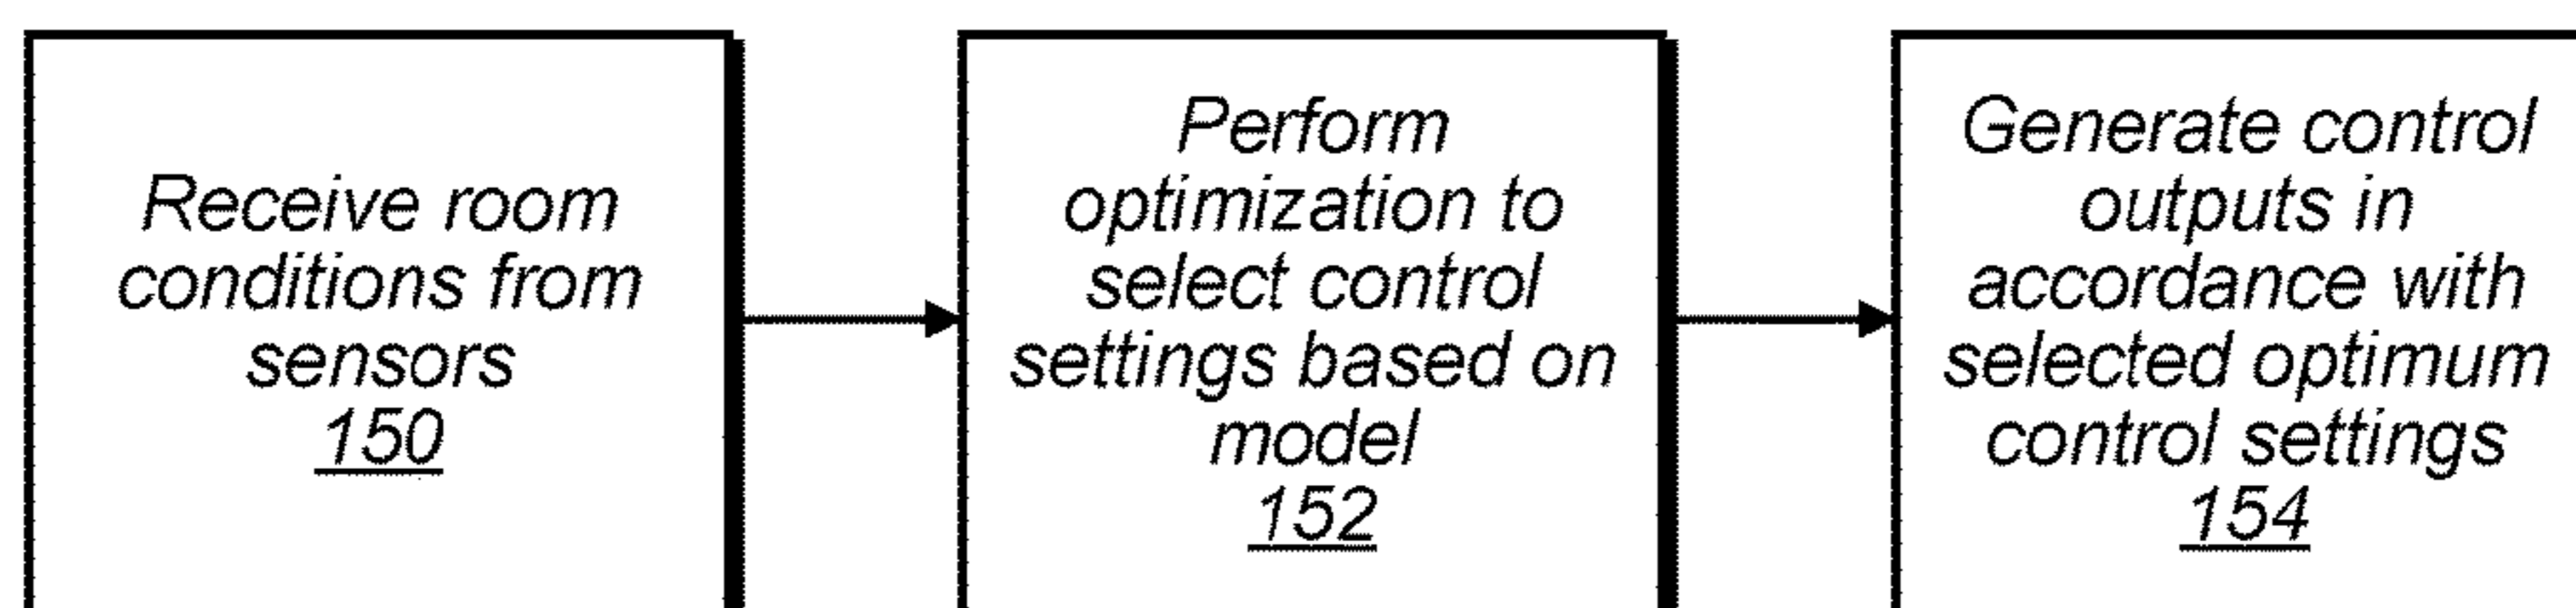 Receive room
conditions from
sensors
150
Perform
optimization to
select control
settings based on
model
152
Generate control
outputs in
accordance with
selected optimum
control settings
154